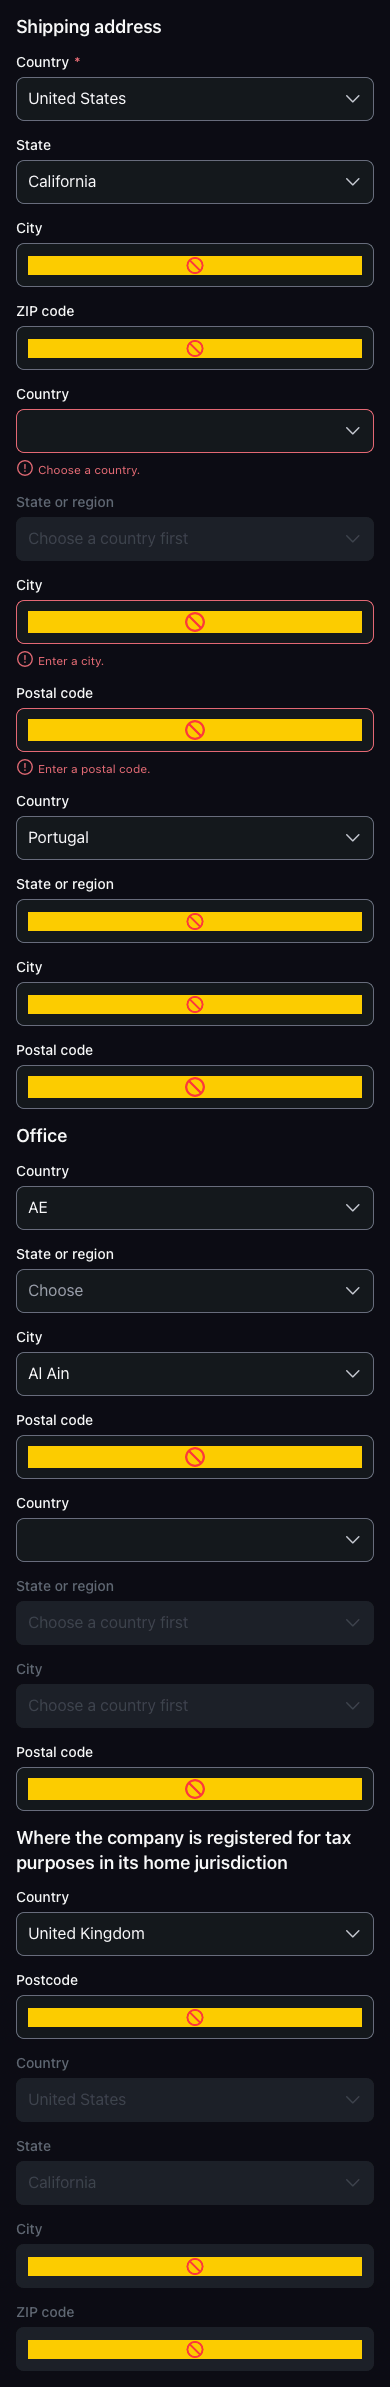 Shipping address
Country *
United States
State
California
City
ZIP code
Country
Choose a country.
State or region
Choose a country first
City
Enter a city.
Postal code
Enter a postal code.
Country
Portugal
State or region
City
Postal code
Office
Country
AE
State or region
Choose
City
Al Ain
Postal code
Country
State or region
Choose a country first
City
Choose a country first
Postal code
Where the company is registered for tax
purposes in its home jurisdiction
Country
United Kingdom
Postcode
Country
United States
State
California
City
ZIP code